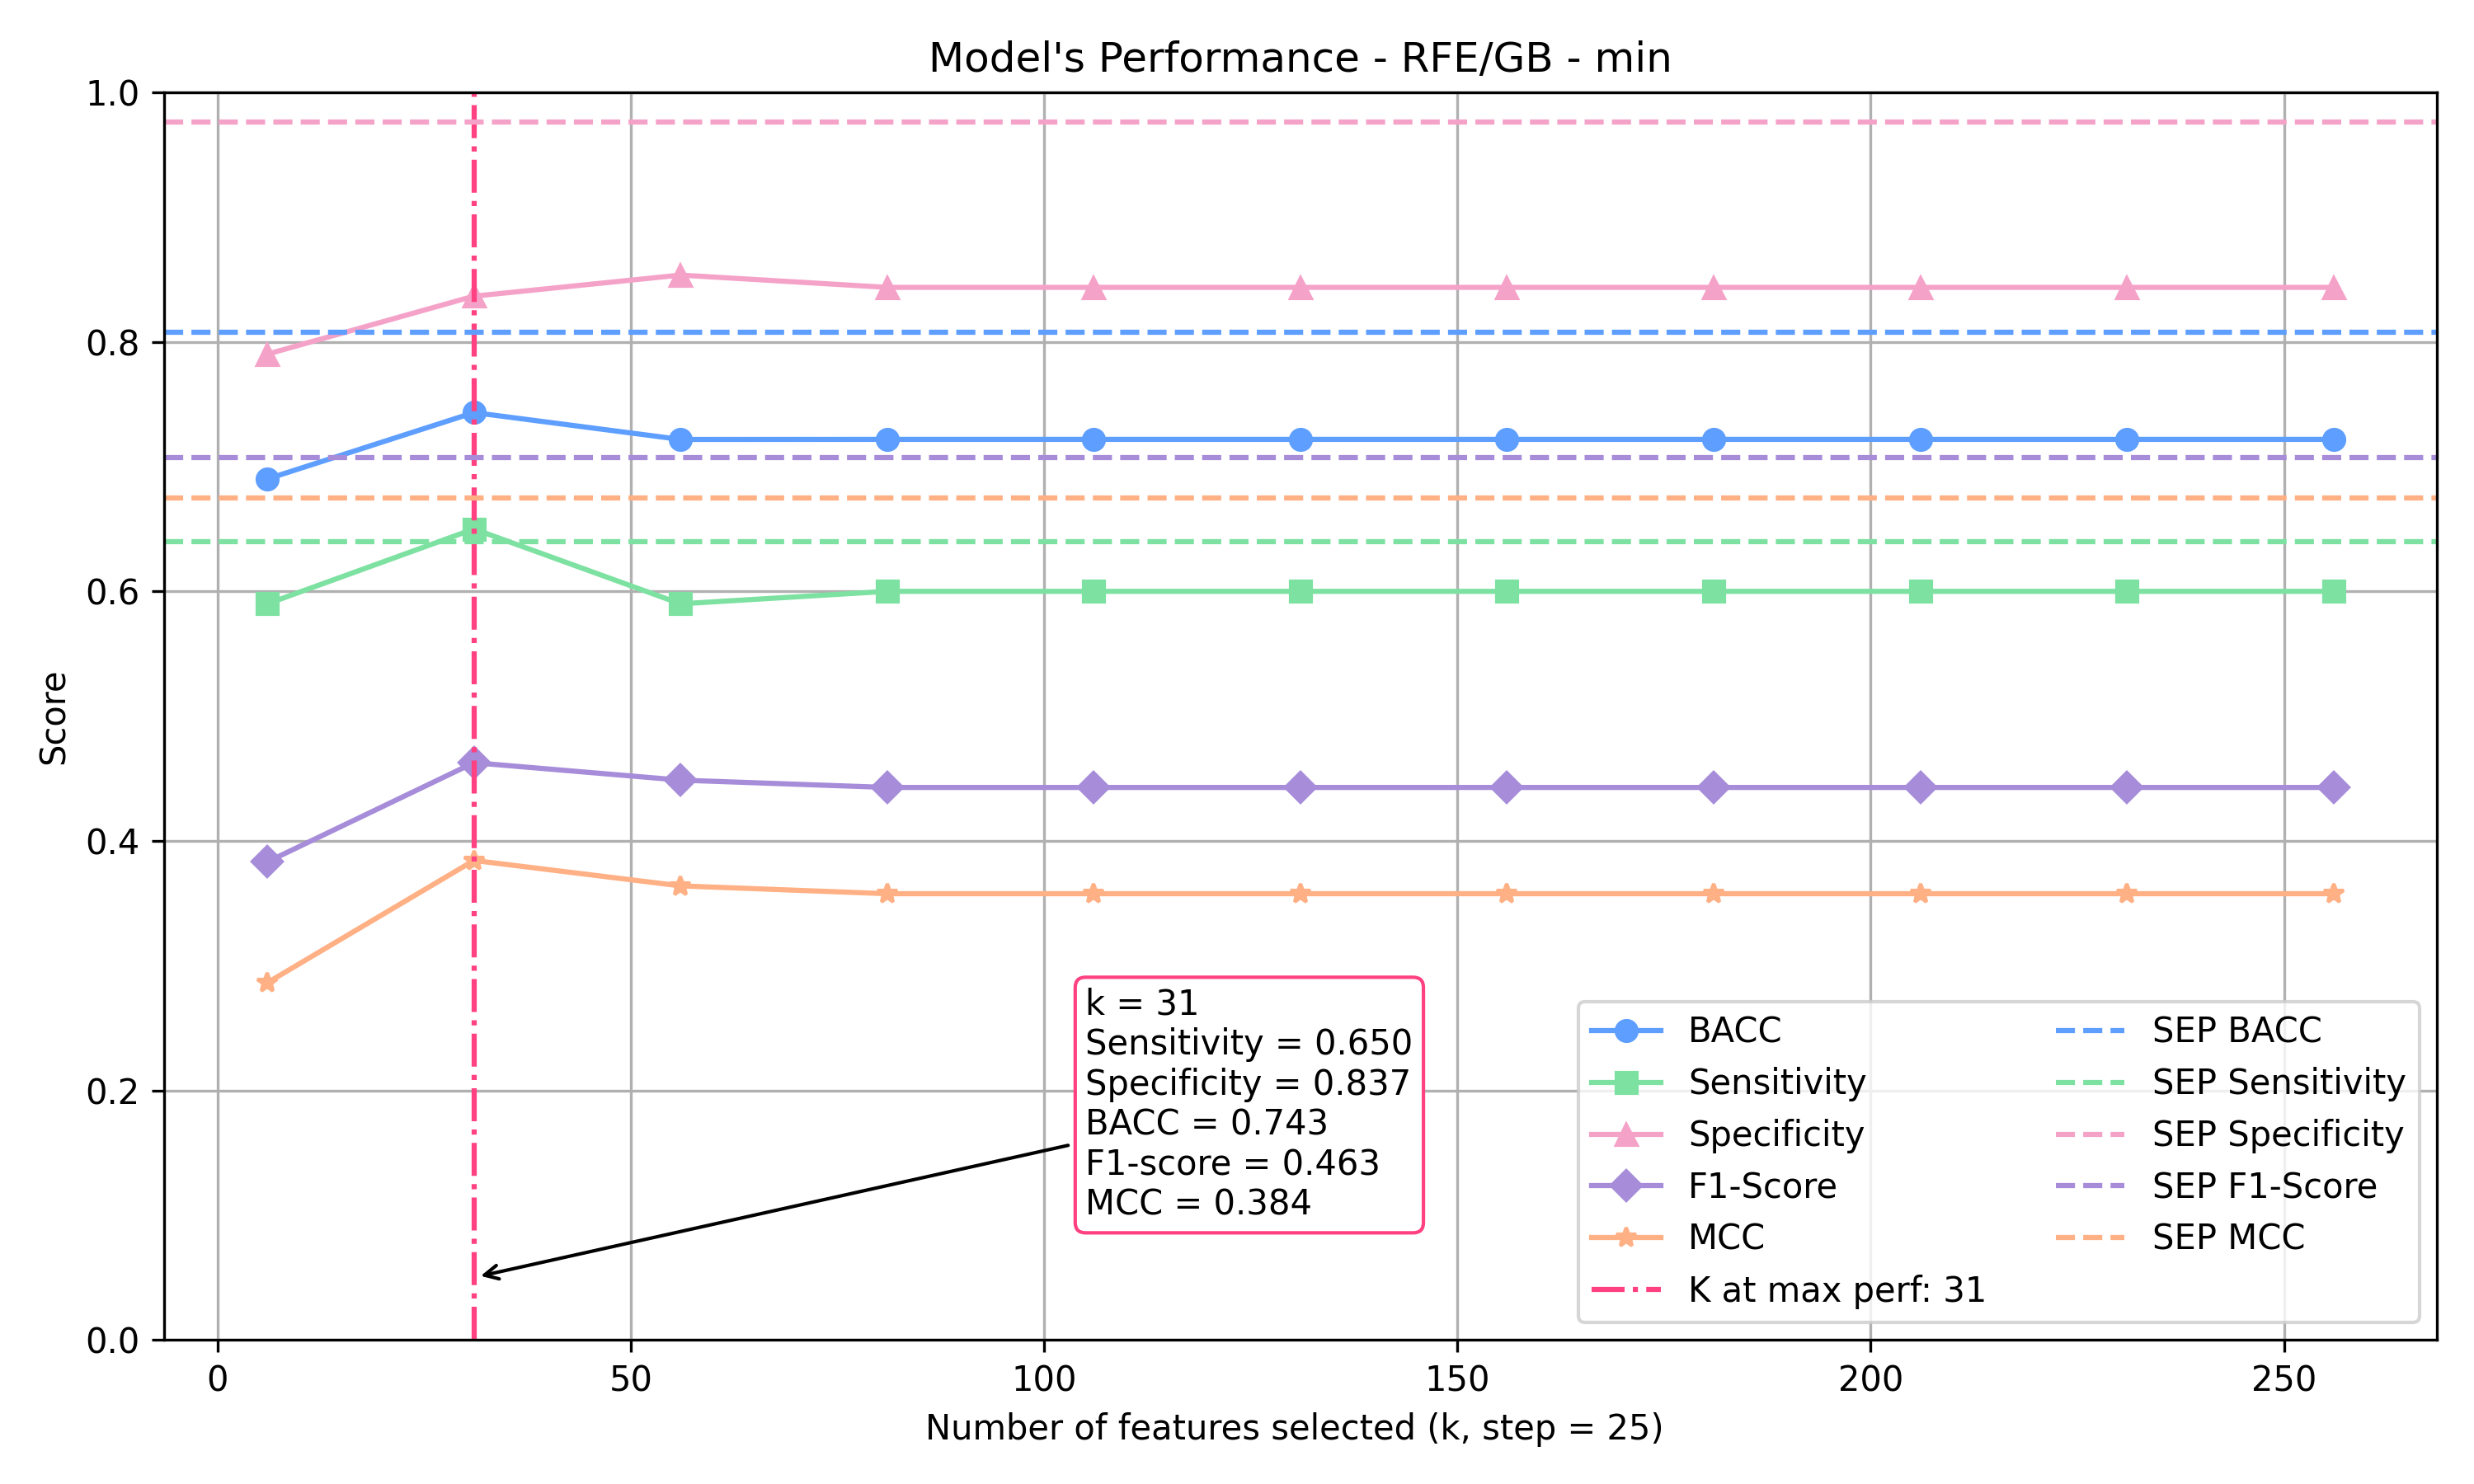 Model's Performance - RFE/GB - min
1.0
0.8
0.6
0.4
0.2
0.0
Score
0
50
100
150
200
250
Number of features selected (k, step = 25)
k = 31
Sensitivity = 0.650
Specificity = 0.837
BACC = 0.743
F1-score = 0.463
MCC = 0.384
BACC
Sensitivity
Specificity
F1-Score
MCC
K at max perf: 31
SEP BACC
SEP Sensitivity
SEP Specificity
SEP F1-Score
SEP MCC